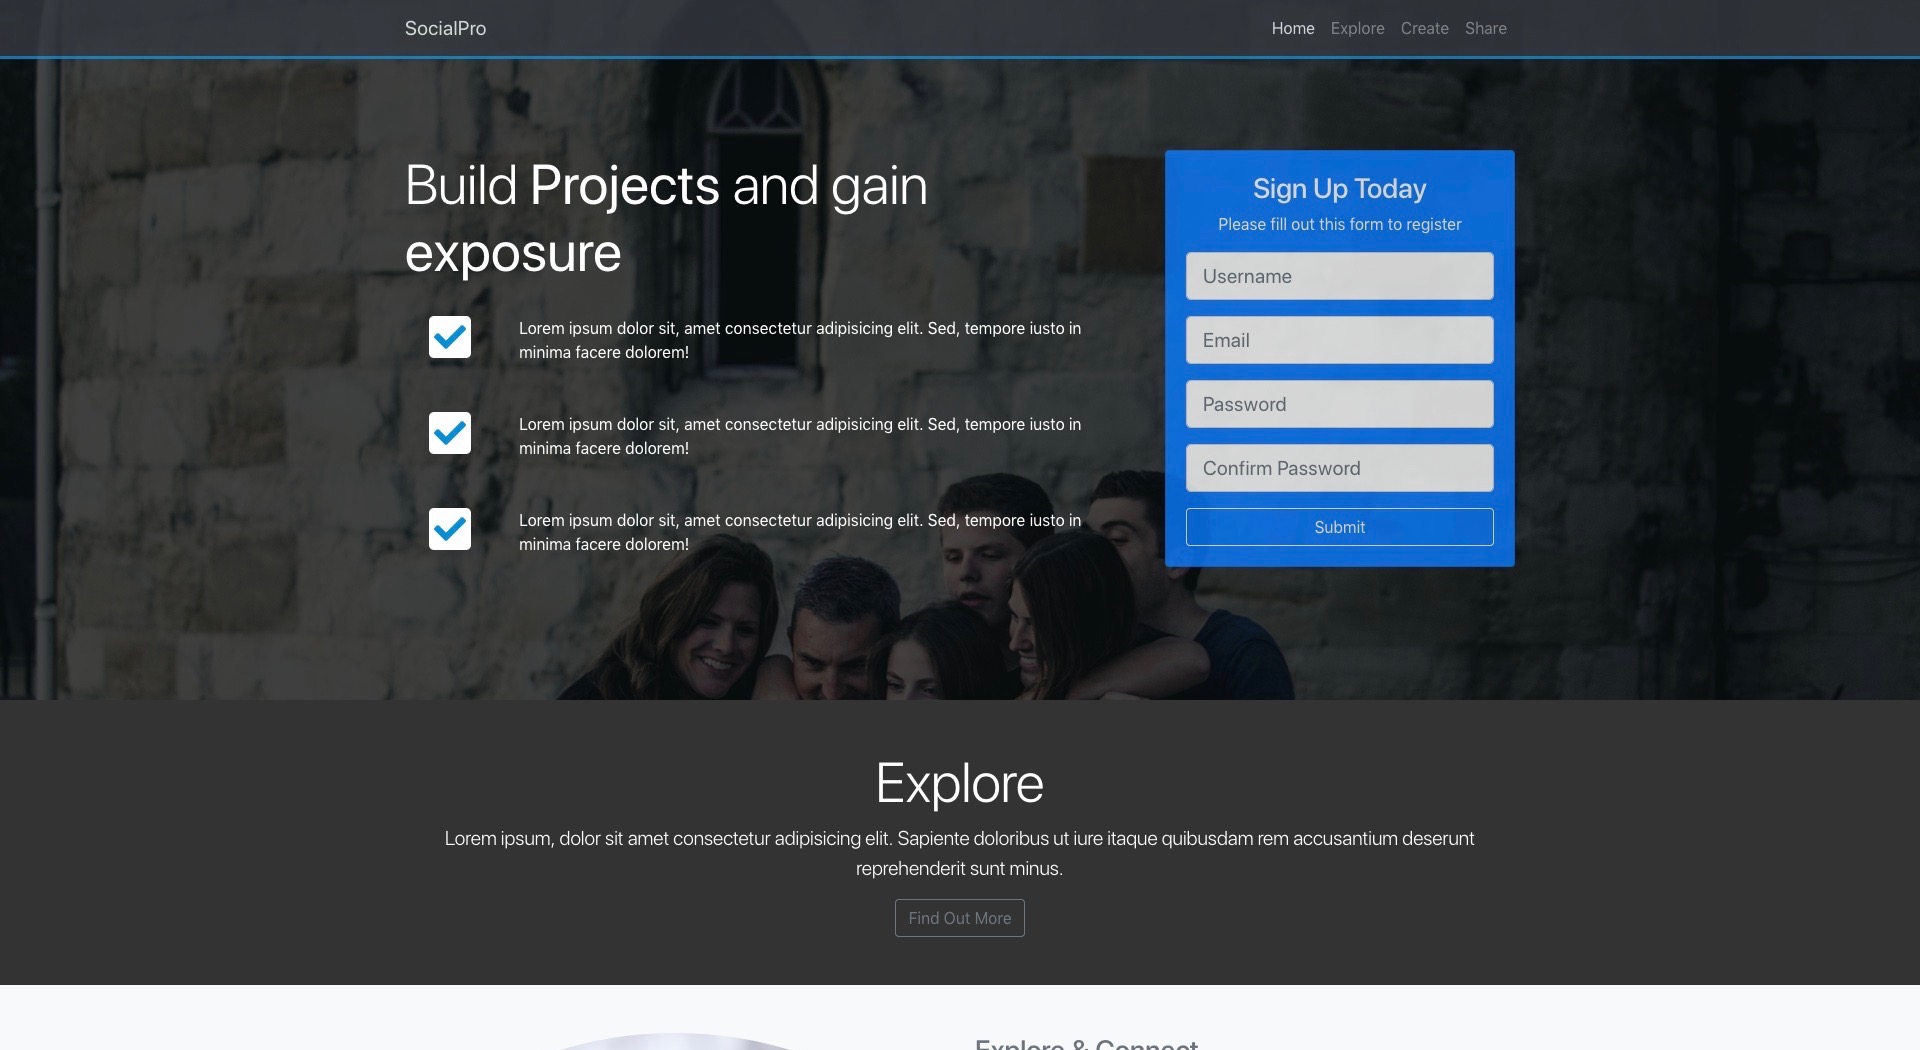 SocialPro
Home Explore Create Share
Build Projects and gain
exposure
Lorem ipsum dolor sit, amet consectetur adipisicing elit. Sed, tempore iusto in
minima facere dolorem!
Lorem ipsum dolor sit, amet consectetur adipisicing elit. Sed, tempore iusto in
minima facere dolorem!
Lorem ipsum dolor sit, amet consectetur adipisicing elit. Sed, tempore iusto in
minima facere dolorem!
Sign Up Today
Please fill out this form to register
Username
Email
Password
Confirm Password
Submit
Explore
Lorem ipsum, dolor sit amet consectetur adipisicing elit. Sapiente doloribus ut iure itaque quibusdam rem accusantium deserunt
reprehenderit sunt minus.
Find Out More
Explore & Connect